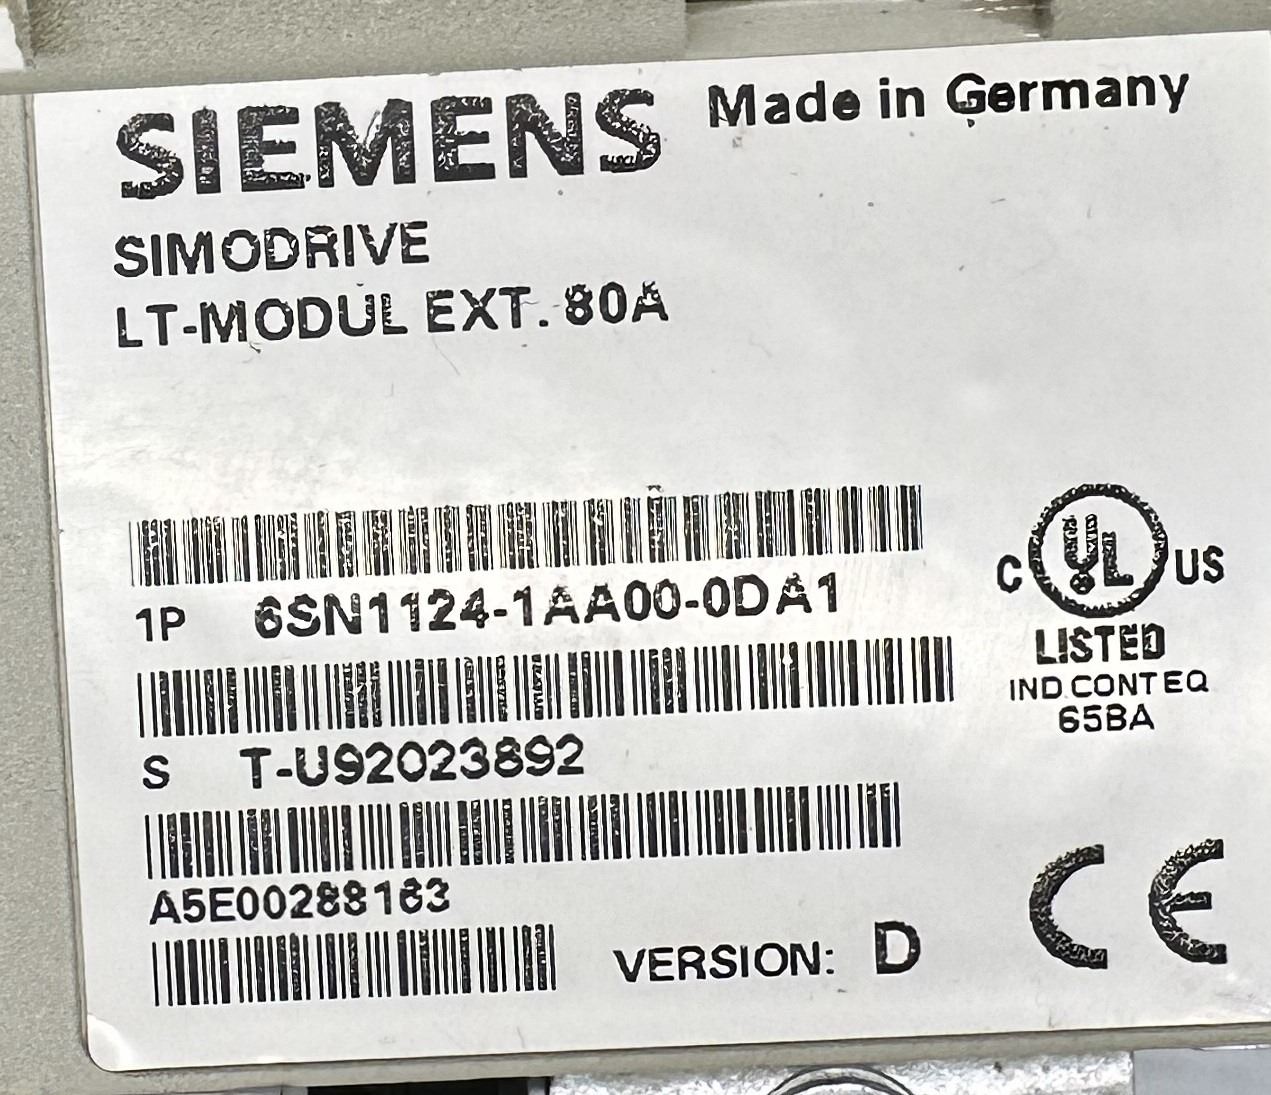 SIEMENS Made in Germany
SIMODRIVE
LT-MODUL EXT. 80A
1P 6SN1124-1AA00-0DA1
C UL US
LISTED
IND.CONT EQ
65BA
S T-U92023892
A5E00288163
VERSION: D
CE